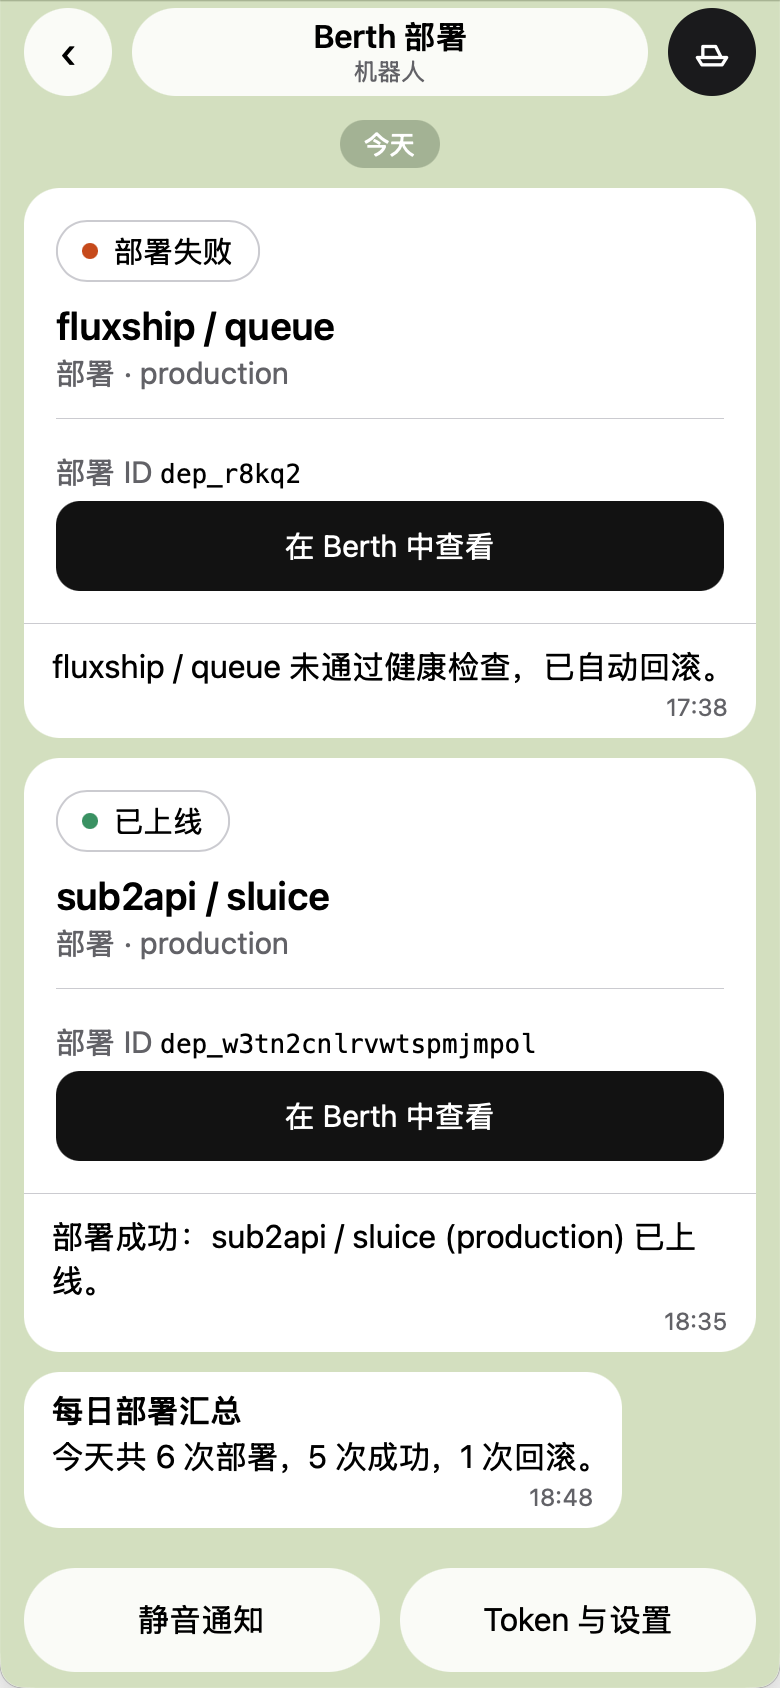 Berth 部署
机器人
今天
部署失败
fluxship / queue
部署 · production
部署 ID dep_r8kq2
在 Berth 中查看
fluxship / queue 未通过健康检查，已自动回滚。
17:38
已上线
sub2api / sluice
部署 · production
部署 ID dep_w3tn2cnlrvwtspmjmpol
在 Berth 中查看
部署成功：sub2api / sluice (production) 已上
线。
18:35
每日部署汇总
今天共 6 次部署，5 次成功，1 次回滚。
18:48
静音通知
Token 与设置